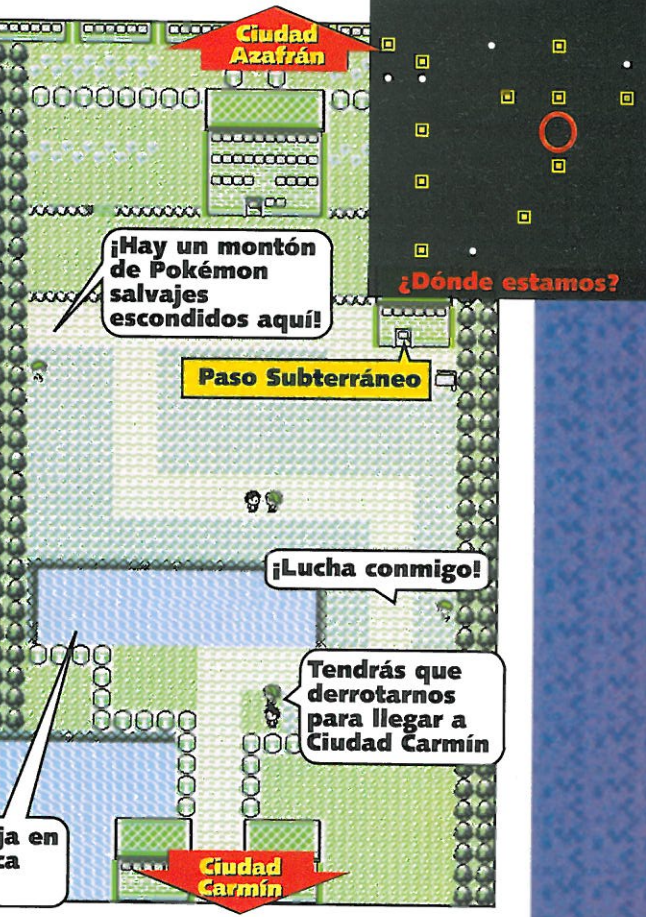 Ciudad
Azafrán
¿Dónde estamos?
¡Hay un montón
de Pokémon
salvajes
escondidos aquí!
Paso Subterráneo
¡Lucha conmigo!
Tendrás que
derrotarnos
para llegar a
Ciudad Carmín
Ciudad
Carmín